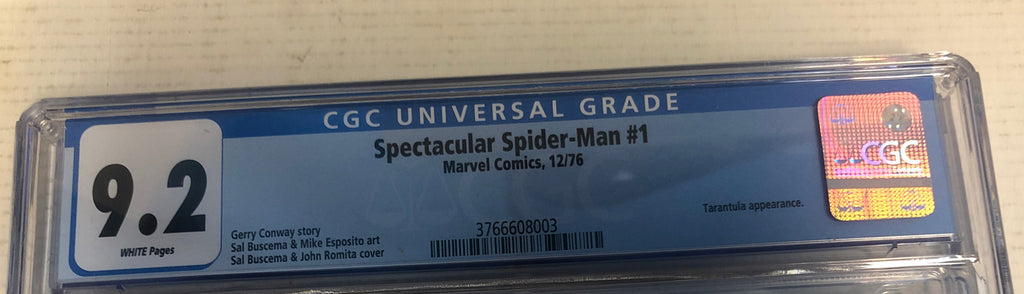 CGC UNIVERSAL GRADE
Spectacular Spider-Man #1
Marvel Comics, 12/76
9.2
WHITE Pages
Gerry Conway story
Sal Buscema & Mike Esposito art
Sal Buscema & John Romita cover
3766608003
Tarantula appearance.
CGC